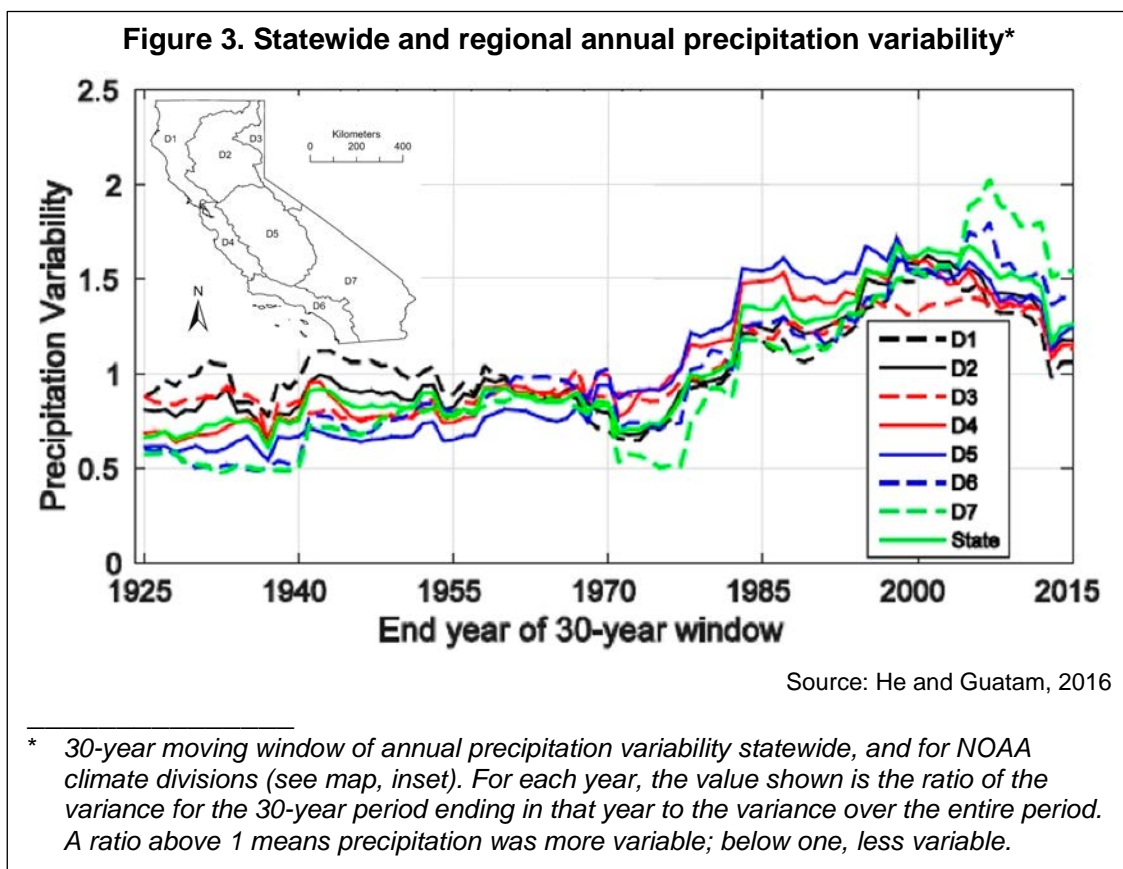 Figure 3. Statewide and regional annual precipitation variability*
2.5
2
1.5
1
0.5
0
Precipitation Variability
D1
D2
D3
D4
D5
D6
D7
N
Kilometers
0 200 400
D1
D2
D3
D4
D5
D6
D7
State
1925 1940 1955 1970 1985 2000 2015
End year of 30-year window
Source: He and Guatam, 2016
* 30-year moving window of annual precipitation variability statewide, and for NOAA
climate divisions (see map, inset). For each year, the value shown is the ratio of the
variance for the 30-year period ending in that year to the variance over the entire period.
A ratio above 1 means precipitation was more variable; below one, less variable.